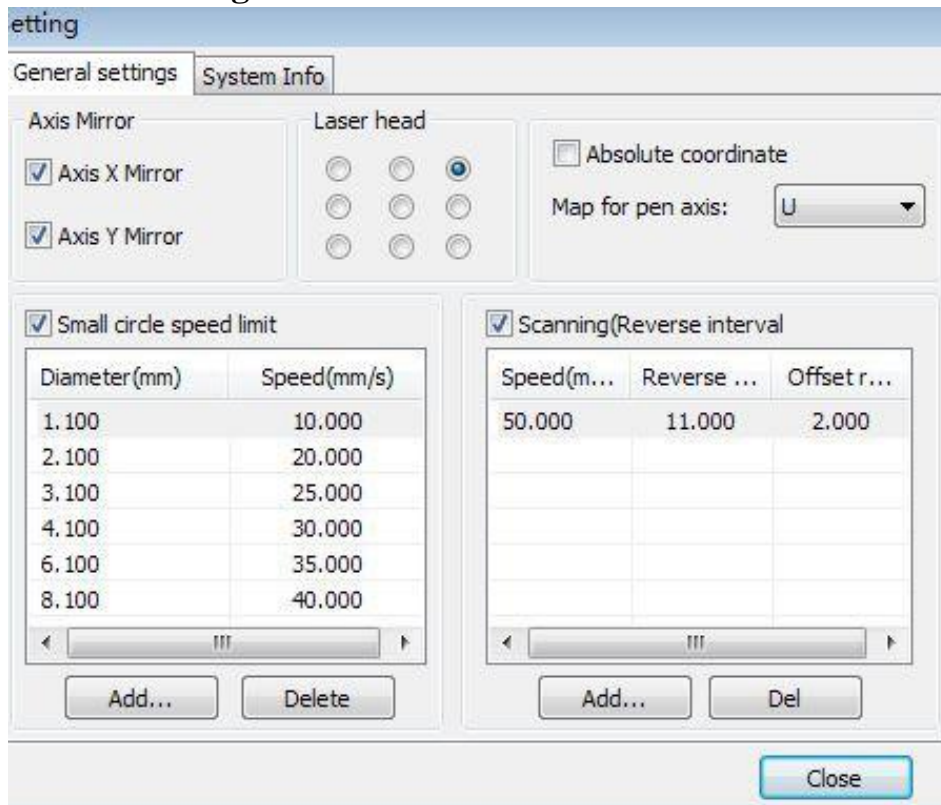 etting
General settings System Info
Axis Mirror
Axis X Mirror
Axis Y Mirror
Laser head
Absolute coordinate
Map for pen axis: U
Small circle speed limit
Diameter(mm) Speed(mm/s)
1.100 10.000
2.100 20.000
3.100 25.000
4.100 30.000
6.100 35.000
8.100 40.000
Add... Delete
Scanning(Reverse interval
Speed(m... Reverse ... Offset r...
50.000 11.000 2.000
Add... Del
Close